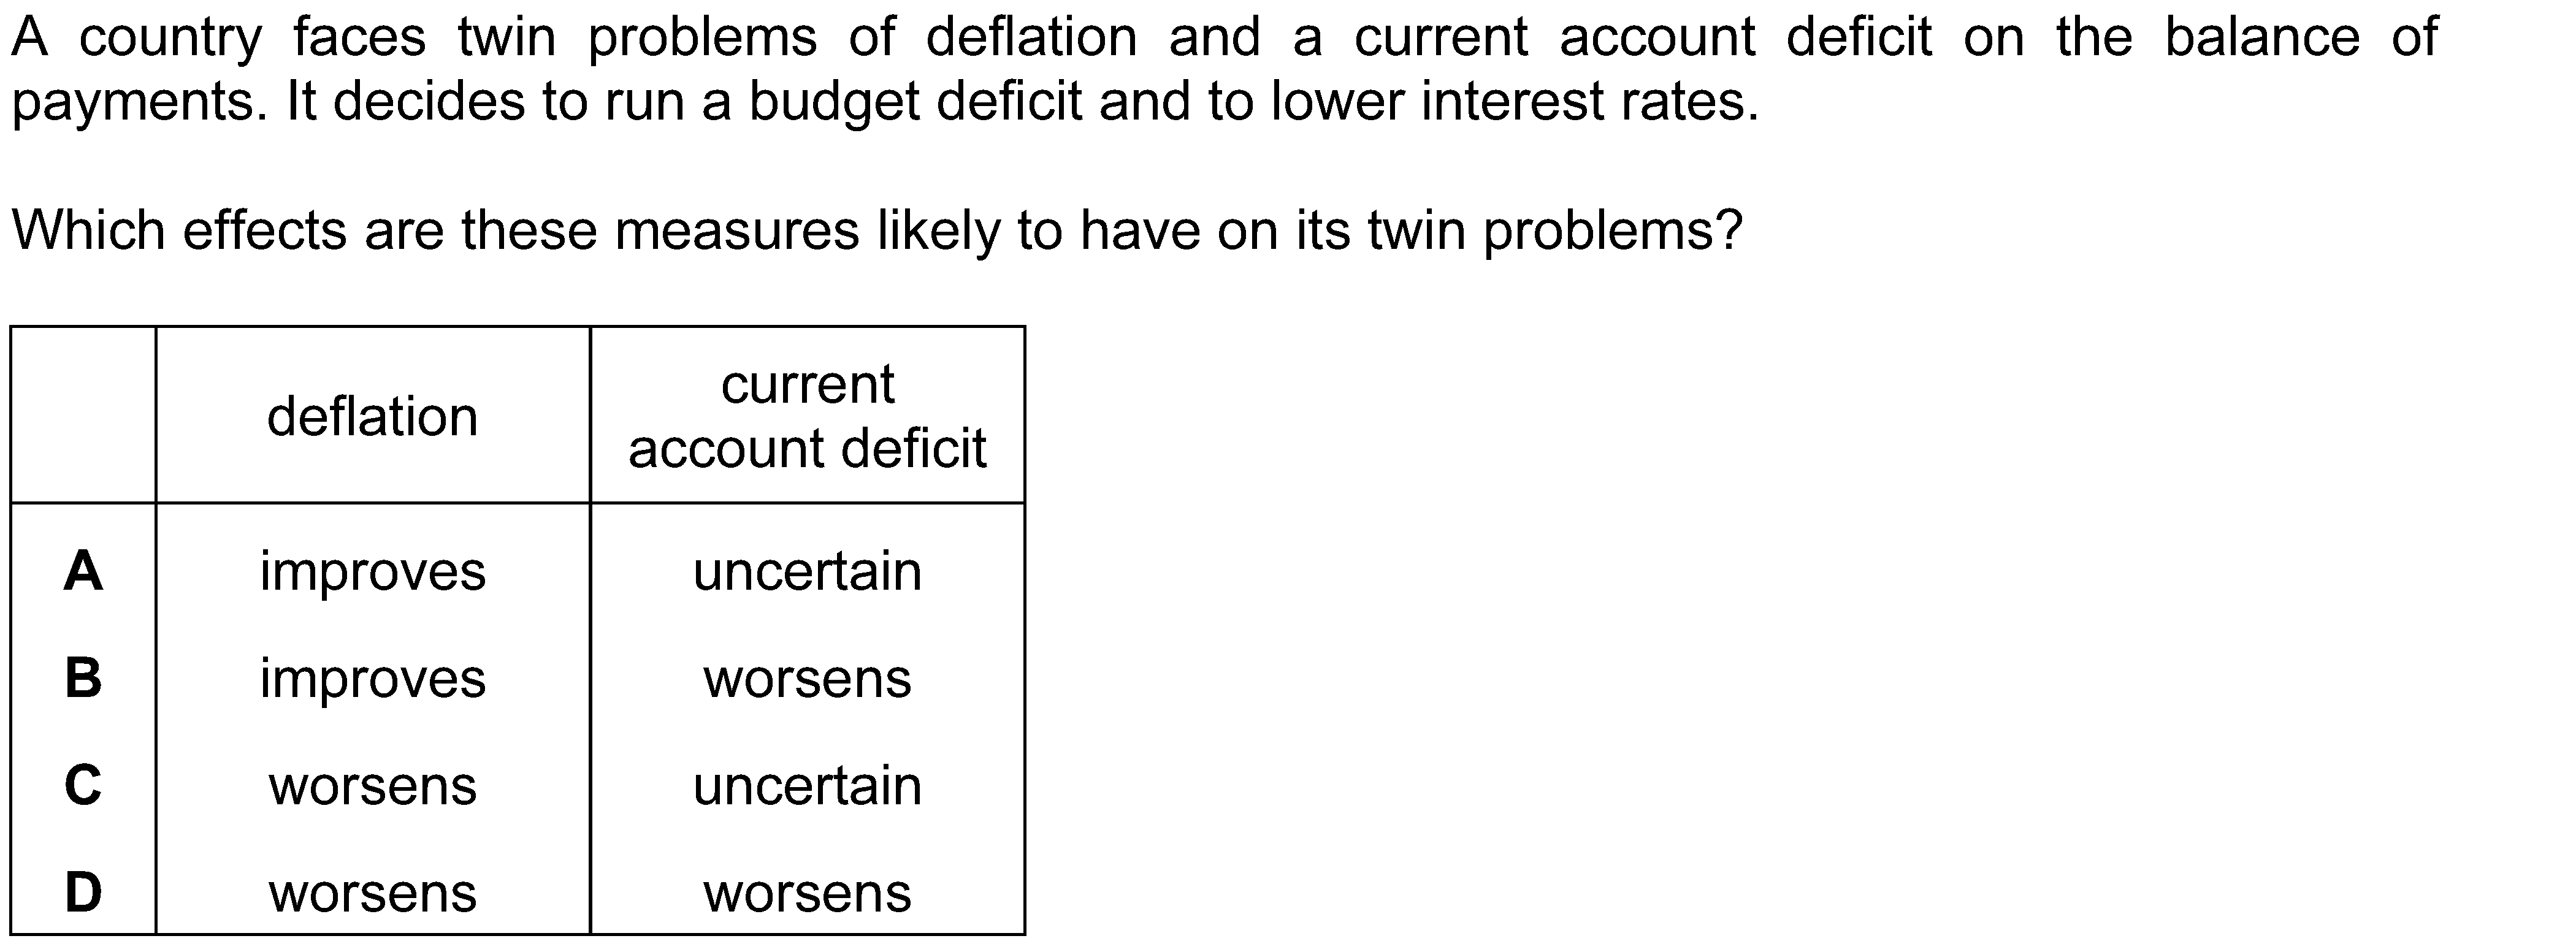 A country faces twin problems of deflation and a current account deficit on the balance of
payments. It decides to run a budget deficit and to lower interest rates.
Which effects are these measures likely to have on its twin problems?
deflation
current
account deficit
A improves uncertain
B improves worsens
C worsens uncertain
D worsens worsens